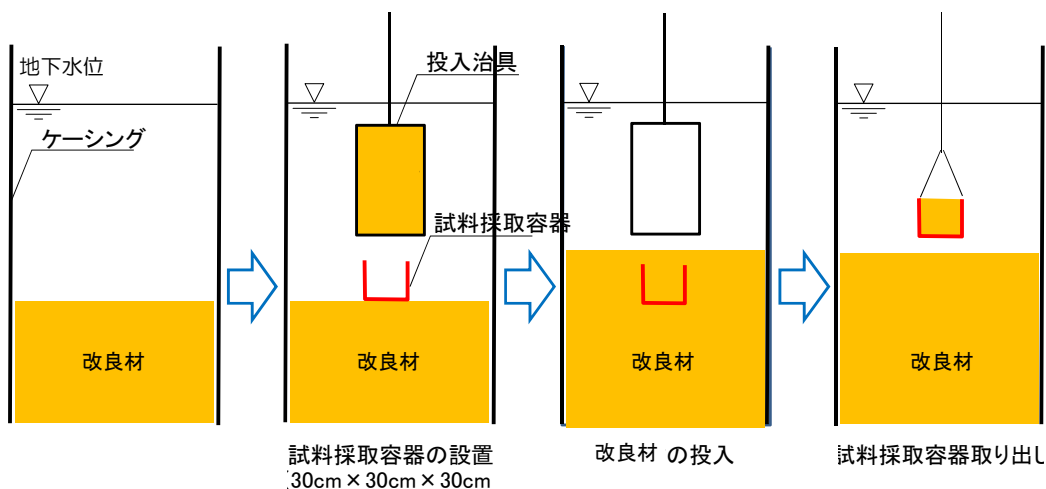 地下水位
ケーシング
改良材
投入治具
試料採取容器
改良材
試料採取容器の設置
30cm×30cm×30cm
改良材
改良材 の投入
改良材
試料採取容器取り出し